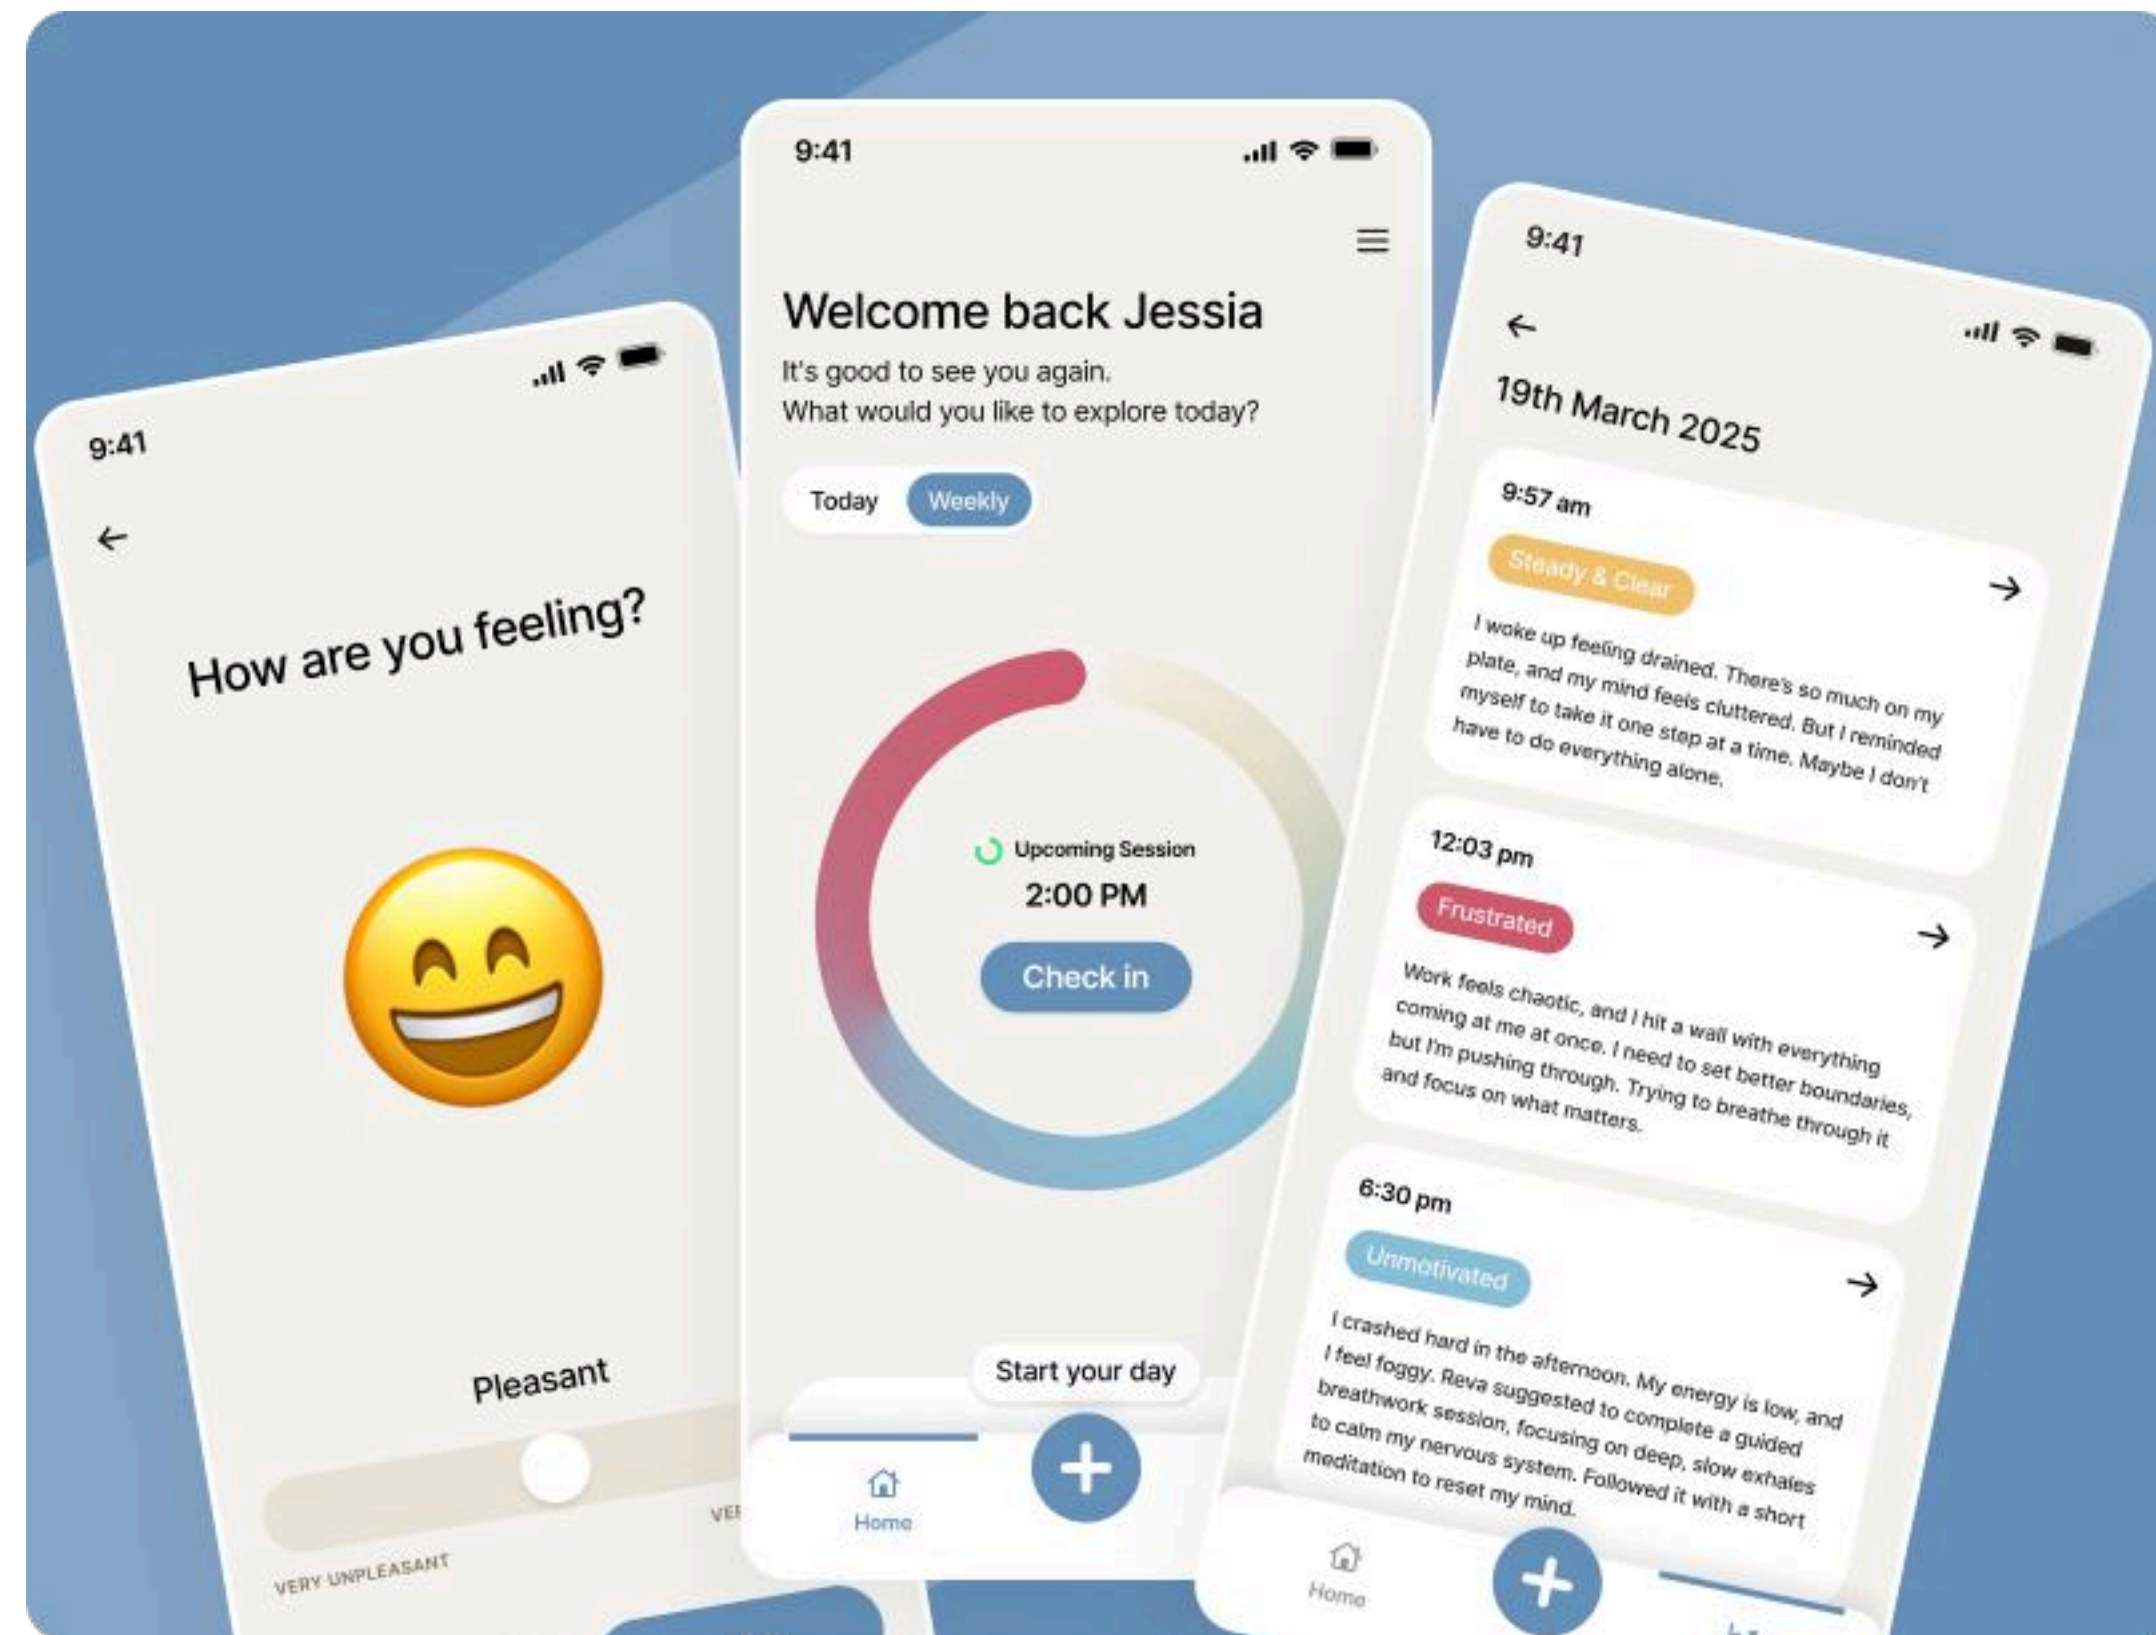 9:41
How are you feeling?
Pleasant
VERY UNPLEASANT
9:41
Welcome back Jessia
It's good to see you again.
What would you like to explore today?
Today
Weekly
Upcoming Session
2:00 PM
Check in
Start your day
Home
9:41
19th March 2025
9:57 am
Steady & Clear
I woke up feeling drained. There's so much on my
plate, and my mind feels cluttered. But I reminded
myself to take it one step at a time. Maybe I don't
have to do everything alone.
12:03 pm
Frustrated
Work feels chaotic, and I hit a wall with everything
coming at me at once. I need to set better boundaries,
but I'm pushing through. Trying to breathe through it
and focus on what matters.
6:30 pm
Unmotivated
I crashed hard in the afternoon. My energy is low, and
I feel foggy. Reva suggested to complete a guided
breathwork session, focusing on deep, slow exhales
to calm my nervous system. Followed it with a short
meditation to reset my mind.
Home